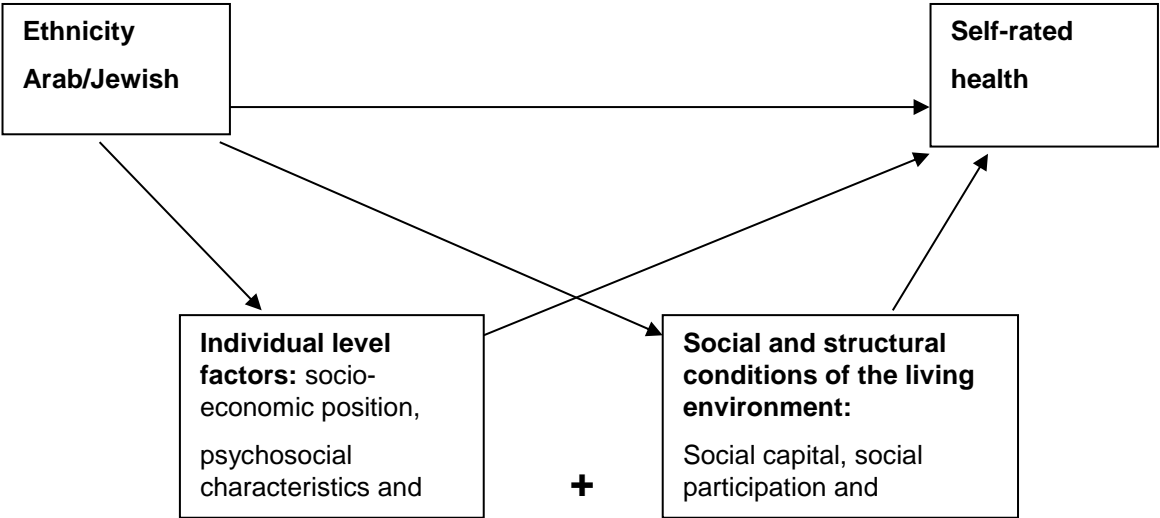 Ethnicity
Arab/Jewish
Self-rated
health
Individual level
factors: socio-
economic position,
psychosocial
characteristics and
+
Social and structural
conditions of the living
environment:
Social capital, social
participation and